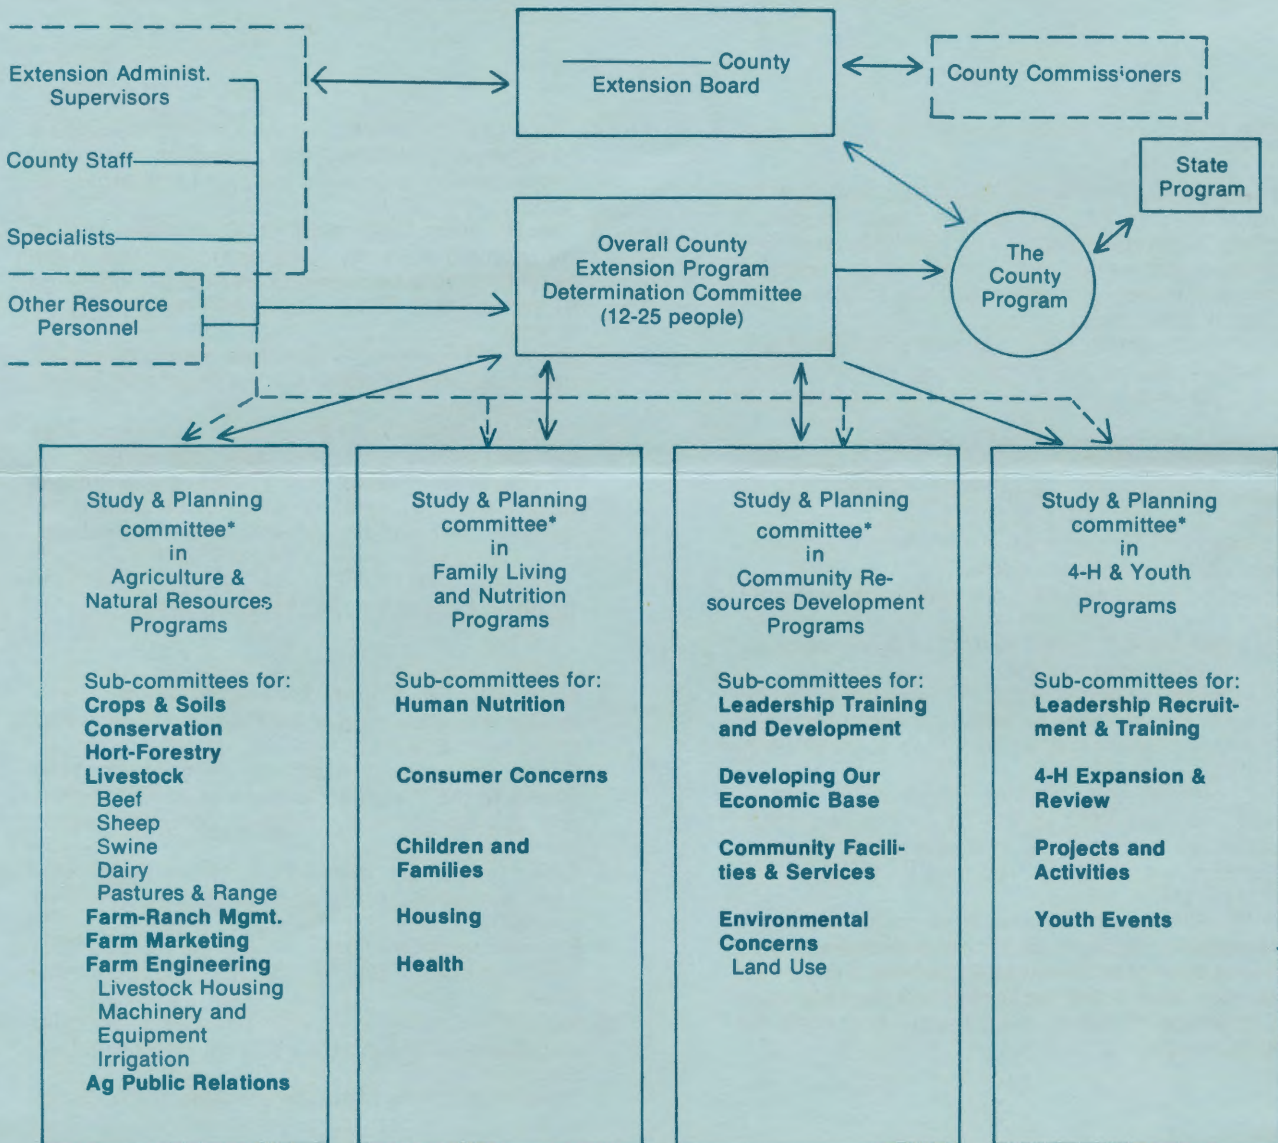 Extension Administ.
Supervisors
County Staff
Specialists
Other Resource
Personnel
County
Extension Board
County Commissioners
State
Program
Overall County
Extension Program
Determination Committee
(12-25 people)
The
County
Program
Study & Planning
committee*
in
Agriculture &
Natural Resources
Programs
Sub-committees for:
Crops & Soils
Conservation
Hort-Forestry
Livestock
Beef
Sheep
Swine
Dairy
Pastures & Range
Farm-Ranch Mgmt.
Farm Marketing
Farm Engineering
Livestock Housing
Machinery and
Equipment
Irrigation
Ag Public Relations
Study & Planning
committee*
in
Family Living
and Nutrition
Programs
Sub-committees for:
Human Nutrition
Consumer Concerns
Children and
Families
Housing
Health
Study & Planning
committee*
in
Community Re-
sources Development
Programs
Sub-committees for:
Leadership Training
and Development
Developing Our
Economic Base
Community Facili-
ties & Services
Environmental
Concerns
Land Use
Study & Planning
committee*
in
4-H & Youth
Programs
Sub-committees for:
Leadership Recruit-
ment & Training
4-H Expansion &
Review
Projects and
Activities
Youth Events